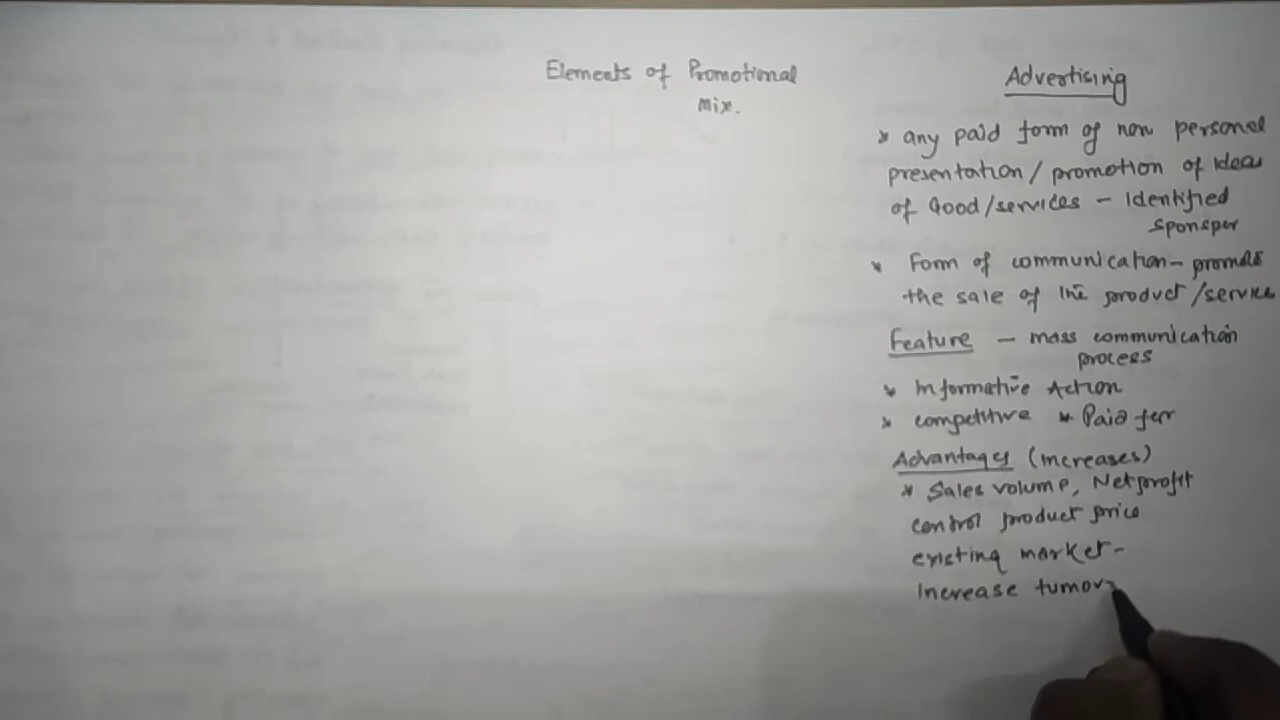 Elements of Promotional
Mix.
Advertising
* any paid form of non personal
presentation / promotion of Ideas
of Good/services - Identified
Sponsper
* Form of communication - promote
the sale of the product/service
Feature - mass communication
process
* Informative Action
* competitive * Paid for
Advantages (increases)
* Sales volume, Net profit
control product price
existing market -
Increase turnov